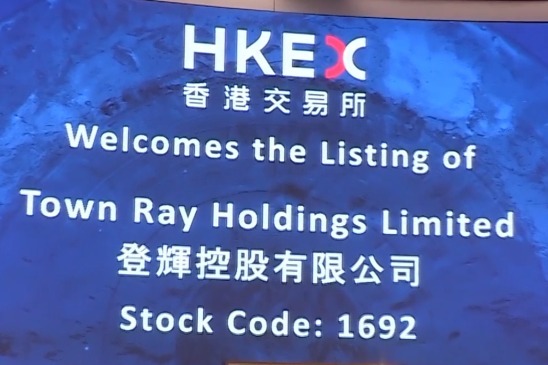 HKEX
香港交易所
Welcomes the Listing of
Town Ray Holdings Limited
登輝控股有限公司
Stock Code: 1692